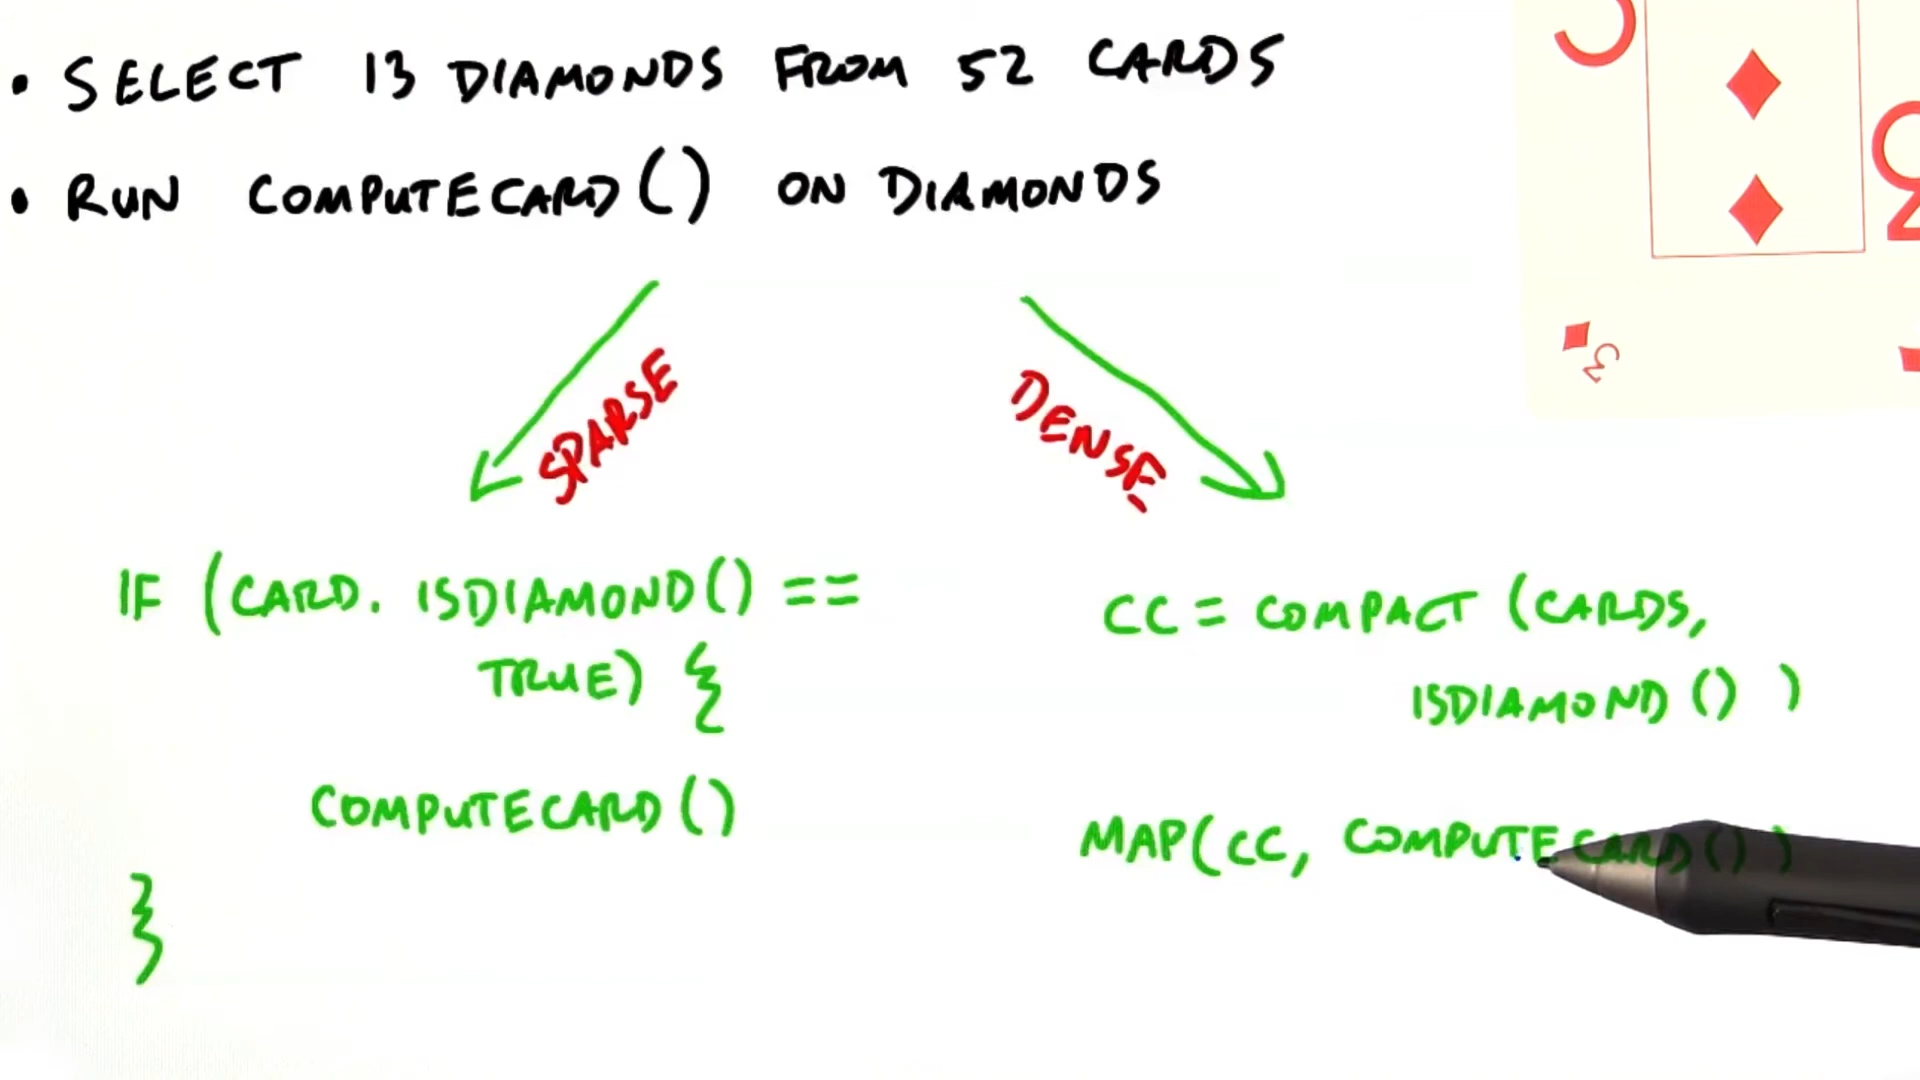 • SELECT 13 DIAMONDS FROM 52 CARDS
• RUN COMPUTECARD() ON DIAMONDS
SPARSE
DENSE
IF (CARD. ISDIAMOND() ==
TRUE) {
COMPUTECARD()
}
CC = COMPACT (CARDS,
ISDIAMOND() )
MAP(CC, COMPUTECARD() )
3